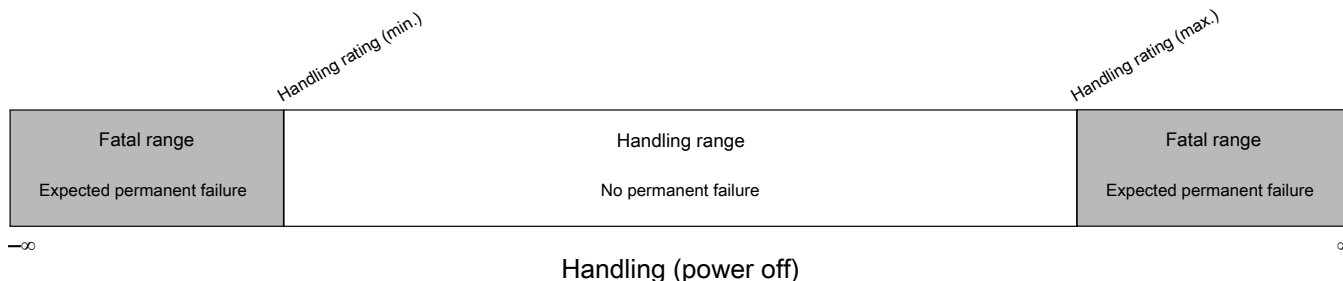 Handling rating (min.)
Handling rating (max.)
Fatal range
Handling range
Fatal range
Expected permanent failure
No permanent failure
Expected permanent failure
–∞
∞
Handling (power off)